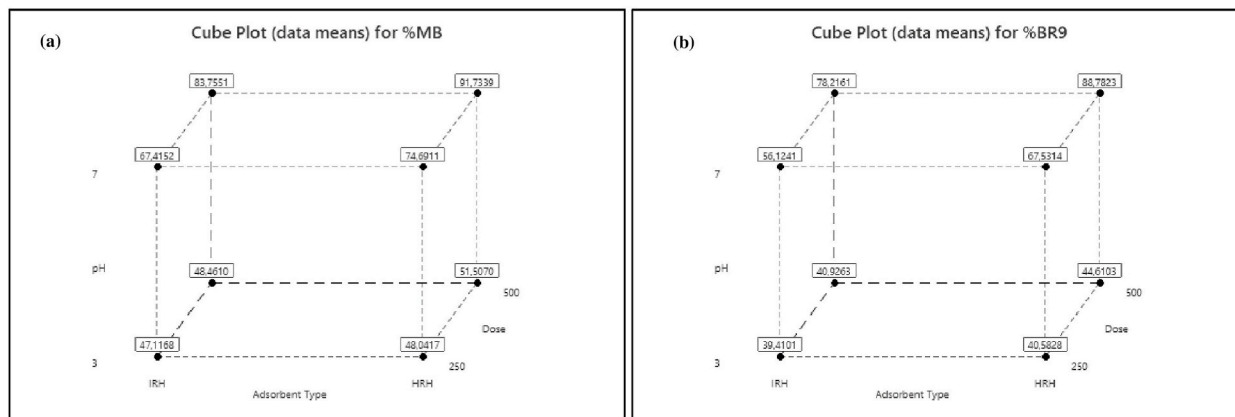 (a)
Cube Plot (data means) for %MB
83,7551
91,7339
67,4152
74,6911
7
pH
48,4610
51,5070
500
Dose
47,1168
48,0417
3
250
IRH
HRH
Adsorbent Type
(b)
Cube Plot (data means) for %BR9
78,2161
88,7823
56,1241
67,5314
7
pH
40,9263
44,6103
500
Dose
39,4101
40,5828
3
250
IRH
HRH
Adsorbent Type